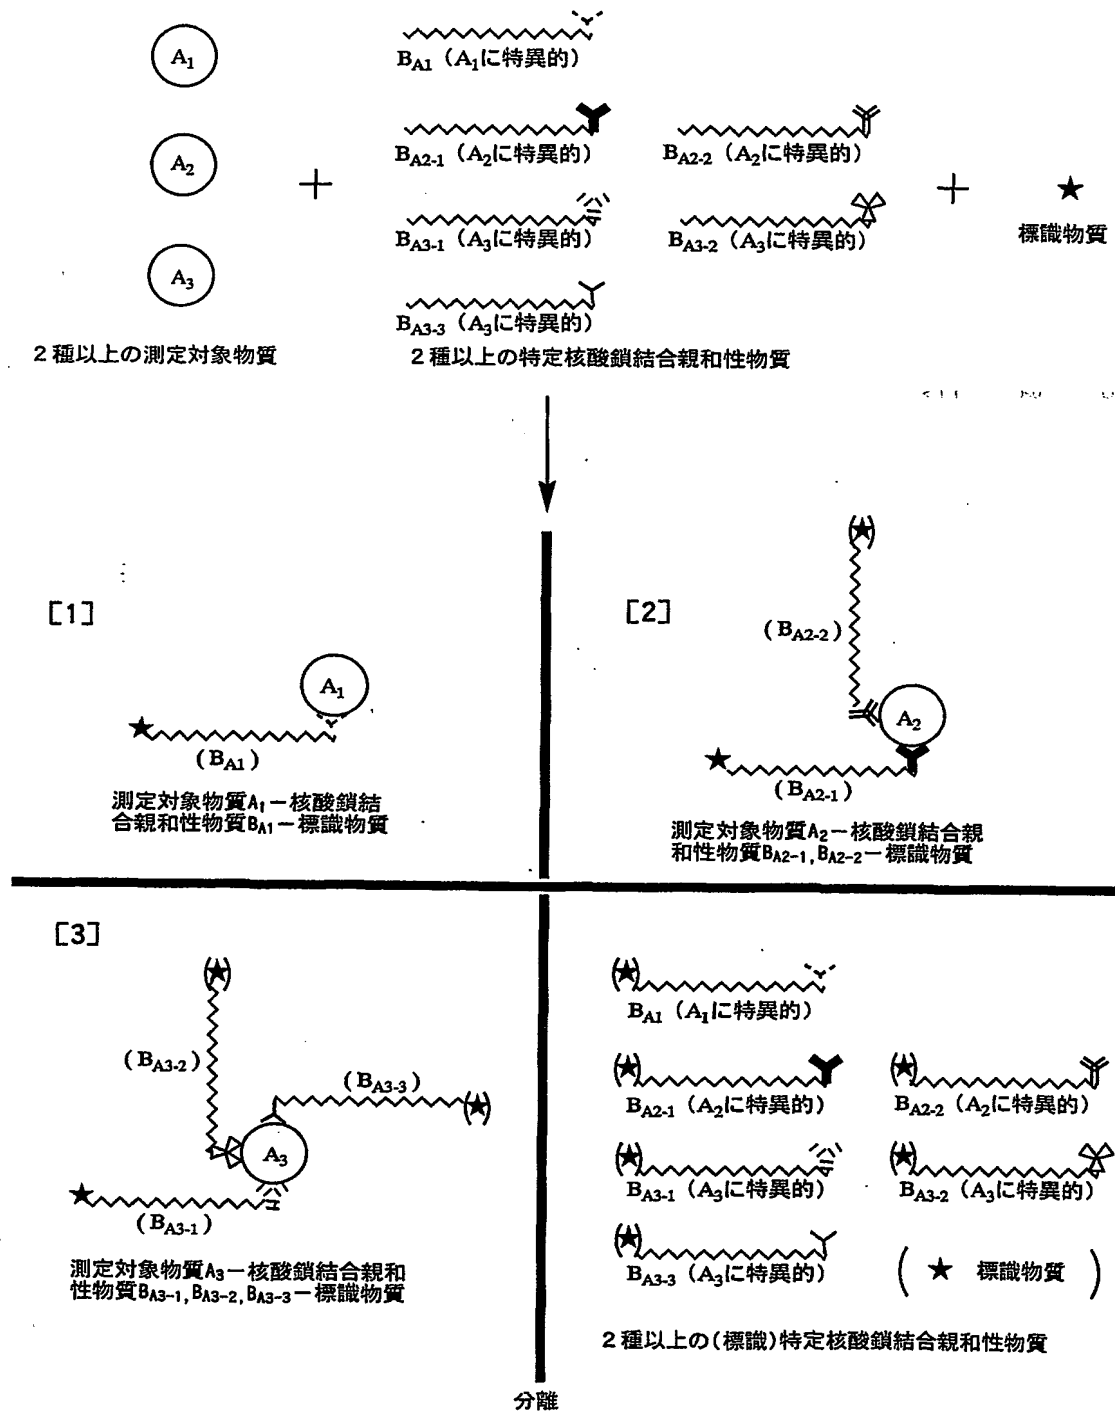 A1
BA1 (A1に特異的)
A2
BA2-1 (A2に特異的)
BA2-2 (A2に特異的)
+
+
★
標識物質
BA3-1 (A3に特異的)
BA3-2 (A3に特異的)
A3
BA3-3 (A3に特異的)
2種以上の測定対象物質
2種以上の特定核酸鎖結合親和性物質
[1]
A1
★
(BA1)
測定対象物質A1－核酸鎖結
合親和性物質BA1－標識物質
[2]
(★)
(BA2-2)
A2
★
(BA2-1)
測定対象物質A2－核酸鎖結合親
和性物質BA2-1,BA2-2－標識物質
[3]
(★)
(BA3-2)
(BA3-3)
(★)
A3
★
(BA3-1)
測定対象物質A3－核酸鎖結合親和
性物質BA3-1,BA3-2,BA3-3－標識物質
(★)
BA1 (A1に特異的)
(★)
BA2-1 (A2に特異的)
(★)
BA2-2 (A2に特異的)
(★)
BA3-1 (A3に特異的)
(★)
BA3-2 (A3に特異的)
(★)
BA3-3 (A3に特異的)
(★ 標識物質)
2種以上の(標識)特定核酸鎖結合親和性物質
分離